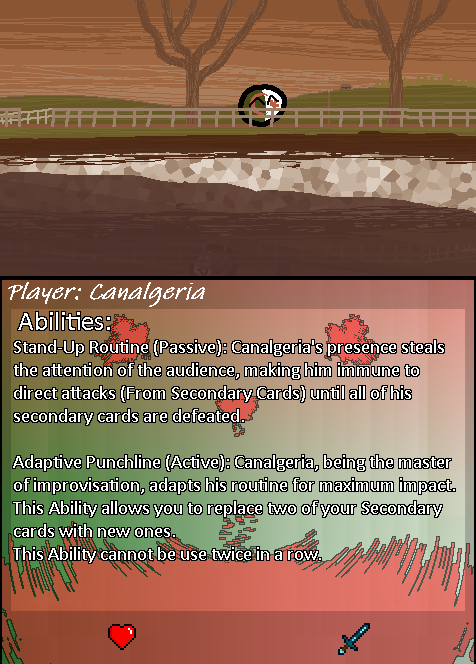 Player: Canalgeria
Abilities:
Stand-Up Routine (Passive): Canalgeria's presence steals
the attention of the audience, making him immune to
direct attacks (From Secondary Cards) until all of his
secondary cards are defeated.
Adaptive Punchline (Active): Canalgeria, being the master
of improvisation, adapts his routine for maximum impact.
This Ability allows you to replace two of your Secondary
cards with new ones.
This Ability cannot be use twice in a row.